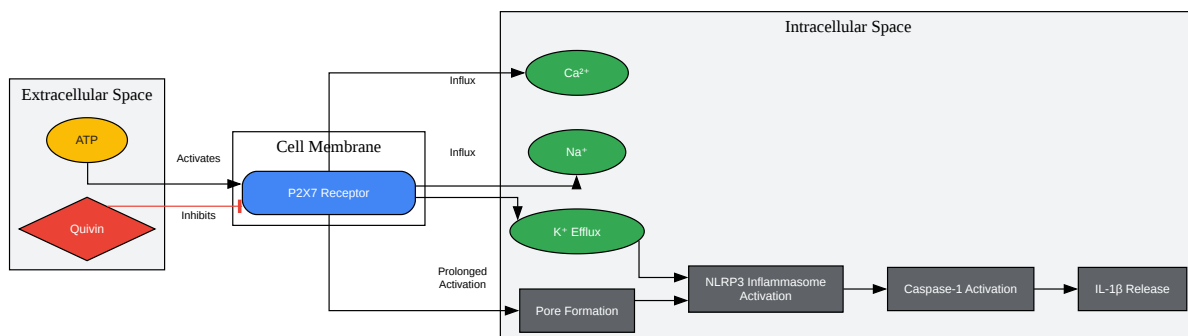 Intracellular Space
Ca²⁺
Influx
Extracellular Space
ATP
Cell Membrane
Activates
Influx
Na⁺
P2X7 Receptor
Inhibits
Quivin
K⁺ Efflux
Prolonged
Activation
NLRP3 Inflammasome
Activation
Caspase-1 Activation
IL-1β Release
Pore Formation